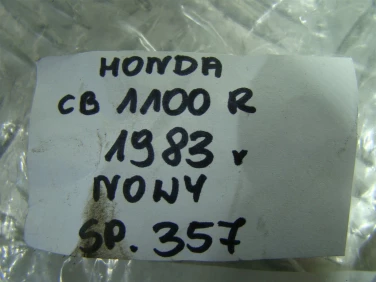 HONDA
CB 1100 R
1983 r
NOWY
SP. 357